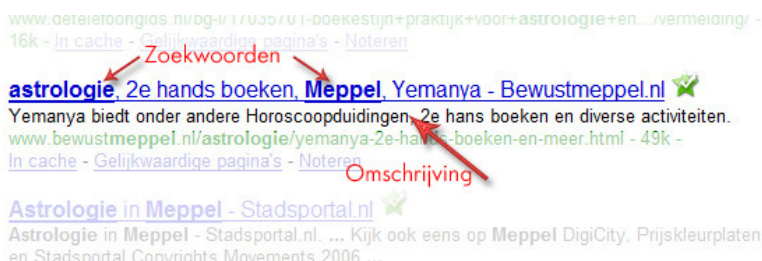 www.detelefoongids.nl/bg-l/17035701-boekestijn+praktijk+voor+astrologie+en.../vermelding/ -
16k - In cache - Gelijkwaardige pagina's - Noteren
Zoekwoorden
astrologie, 2e hands boeken, Meppel, Yemanya - Bewustmeppel.nl
Yemanya biedt onder andere Horoscoopduidingen, 2e hans boeken en diverse activiteiten.
www.bewustmeppel.nl/astrologie/yemanya-2e-hands-boeken-en-meer.html - 49k -
In cache - Gelijkwaardige pagina's - Noteren
Omschrijving
Astrologie in Meppel - Stadsportal.nl
Astrologie in Meppel - Stadsportal.nl. ... Kijk ook eens op Meppel DigiCity, Prijskleurplaten
en Stadsportal Copyrights Movements 2006 ...